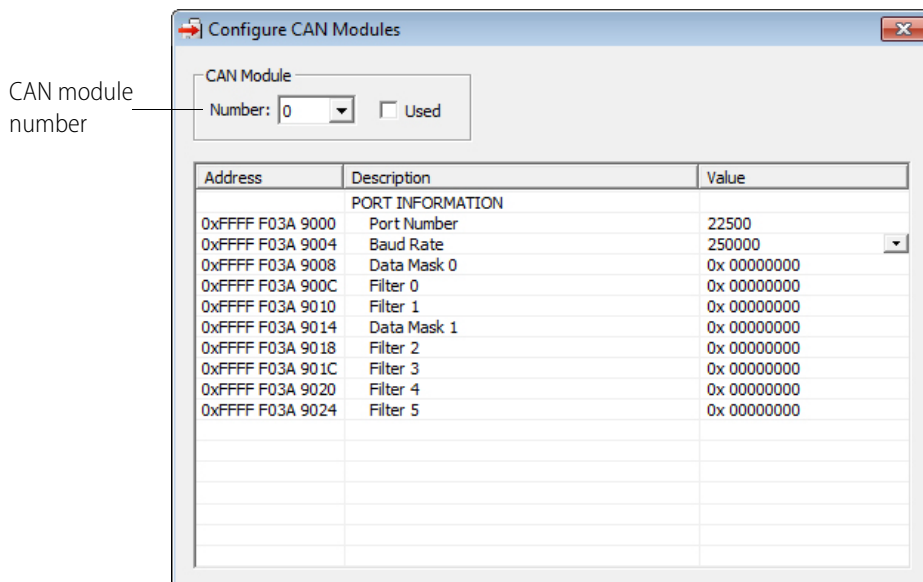 Configure CAN Modules
CAN module
number
CAN Module
Number: 0 Used
Address Description Value
PORT INFORMATION
0xFFFF F03A 9000 Port Number 22500
0xFFFF F03A 9004 Baud Rate 250000
0xFFFF F03A 9008 Data Mask 0 0x 00000000
0xFFFF F03A 900C Filter 0 0x 00000000
0xFFFF F03A 9010 Filter 1 0x 00000000
0xFFFF F03A 9014 Data Mask 1 0x 00000000
0xFFFF F03A 9018 Filter 2 0x 00000000
0xFFFF F03A 901C Filter 3 0x 00000000
0xFFFF F03A 9020 Filter 4 0x 00000000
0xFFFF F03A 9024 Filter 5 0x 00000000